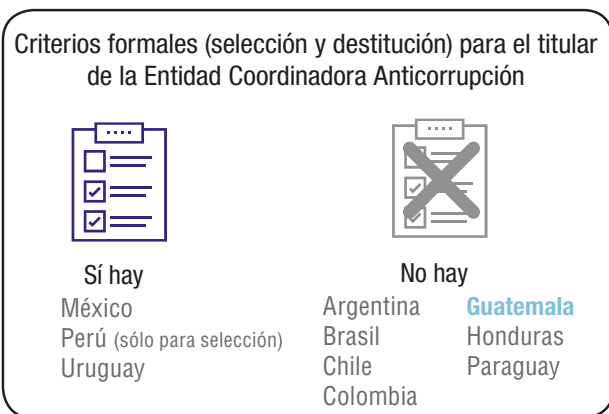 Criterios formales (selección y destitución) para el titular
de la Entidad Coordinadora Anticorrupción
Sí hay
México
Perú (sólo para selección)
Uruguay
No hay
Argentina
Brasil
Chile
Colombia
Guatemala
Honduras
Paraguay